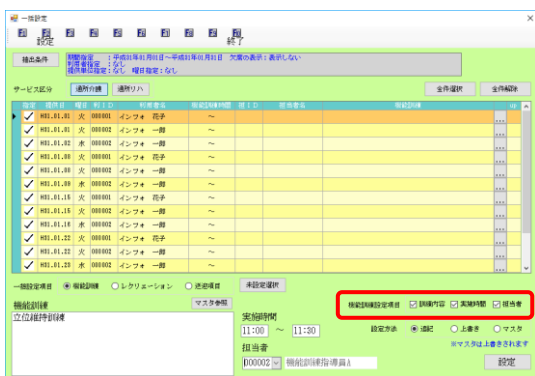 一括設定
F1 F2 F3 F4 F5 F6 F7 F8 F9
設定 終了
抽出条件
期間指定 : 平成31年01月01日～平成31年01月31日 欠席の表示：表示しない
利用者指定 : なし
提供単位指定：なし 曜日指定：なし
サービス区分 通所介護 通所リハ 全件選択 全件解除
指定 提供日 曜日 利ID 利用者名 機能訓練時間 担ID 担当者名 機能訓練
✓ H31.01.01 火 000001 インフォ 花子 ～ ...
✓ H31.01.01 火 000002 インフォ 一郎 ～ ...
✓ H31.01.02 水 000002 インフォ 一郎 ～ ...
✓ H31.01.08 火 000001 インフォ 花子 ～ ...
✓ H31.01.08 火 000002 インフォ 一郎 ～ ...
✓ H31.01.09 水 000002 インフォ 一郎 ～ ...
✓ H31.01.15 火 000001 インフォ 花子 ～ ...
✓ H31.01.15 火 000002 インフォ 一郎 ～ ...
✓ H31.01.16 水 000002 インフォ 一郎 ～ ...
✓ H31.01.22 火 000001 インフォ 花子 ～ ...
✓ H31.01.22 火 000002 インフォ 一郎 ～ ...
✓ H31.01.23 水 000002 インフォ 一郎 ～ ...
一括設定項目 機能訓練 レクリエーション 送迎項目 未設定選択
機能訓練 マスタ参照
立位維持訓練
機能訓練設定項目 訓練内容 実施時間 担当者
実施時間
11:00 ～ 11:30
設定方法 追記 上書き マスタ
担当者
※マスタは上書きされます
D00002 機能訓練指導員A 設定